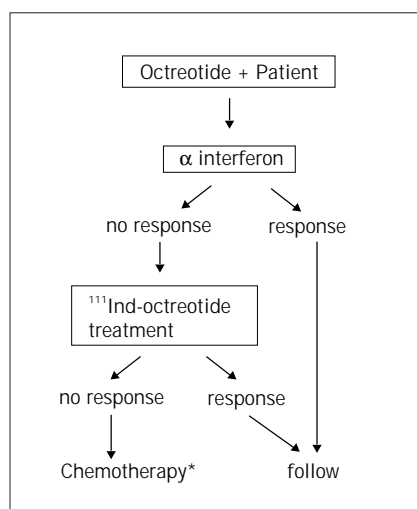 Octreotide + Patient
α interferon
no response response
¹¹¹Ind-octreotide
treatment
no response response
Chemotherapy* follow